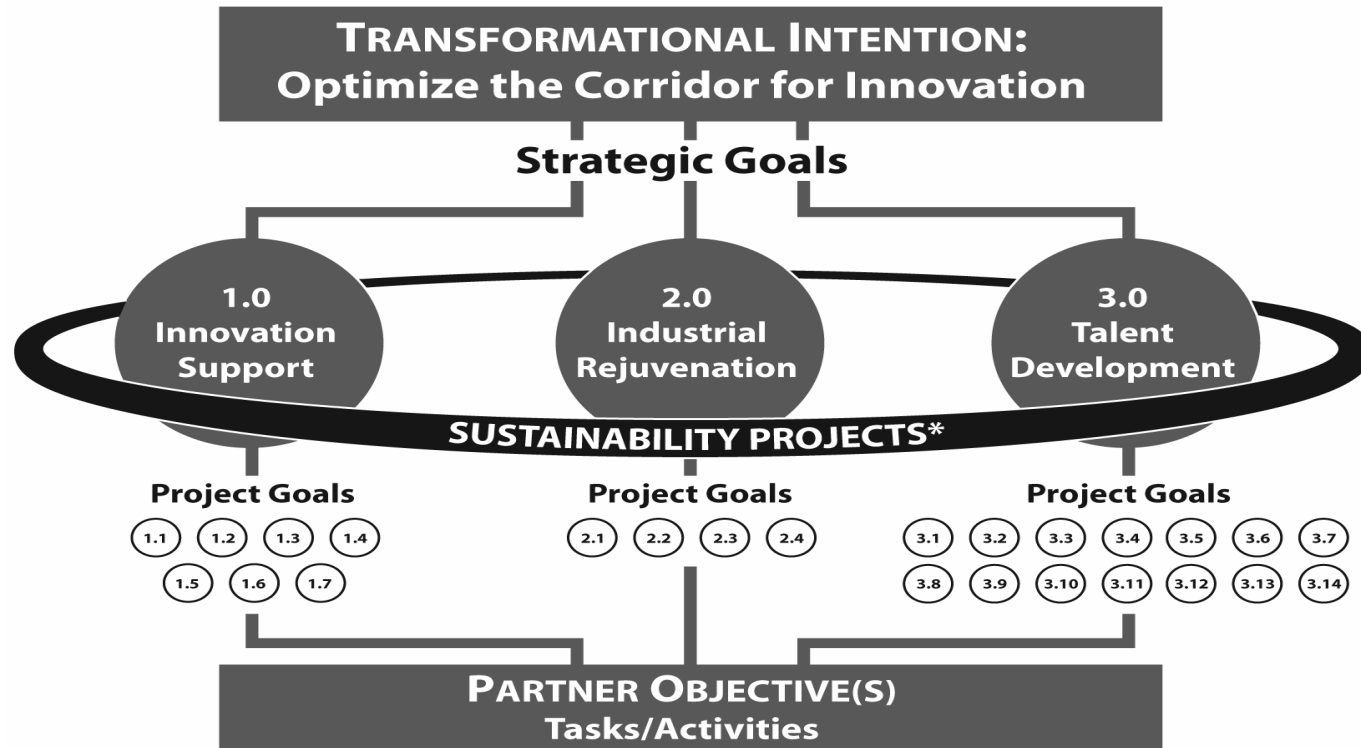 TRANSFORMATIONAL INTENTION:
Optimize the Corridor for Innovation
Strategic Goals
1.0
Innovation
Support
2.0
Industrial
Rejuvenation
3.0
Talent
Development
SUSTAINABILITY PROJECTS*
Project Goals
1.1 1.2 1.3 1.4
1.5 1.6 1.7
Project Goals
2.1 2.2 2.3 2.4
Project Goals
3.1 3.2 3.3 3.4 3.5 3.6 3.7
3.8 3.9 3.10 3.11 3.12 3.13 3.14
PARTNER OBJECTIVE(S)
Tasks/Activities